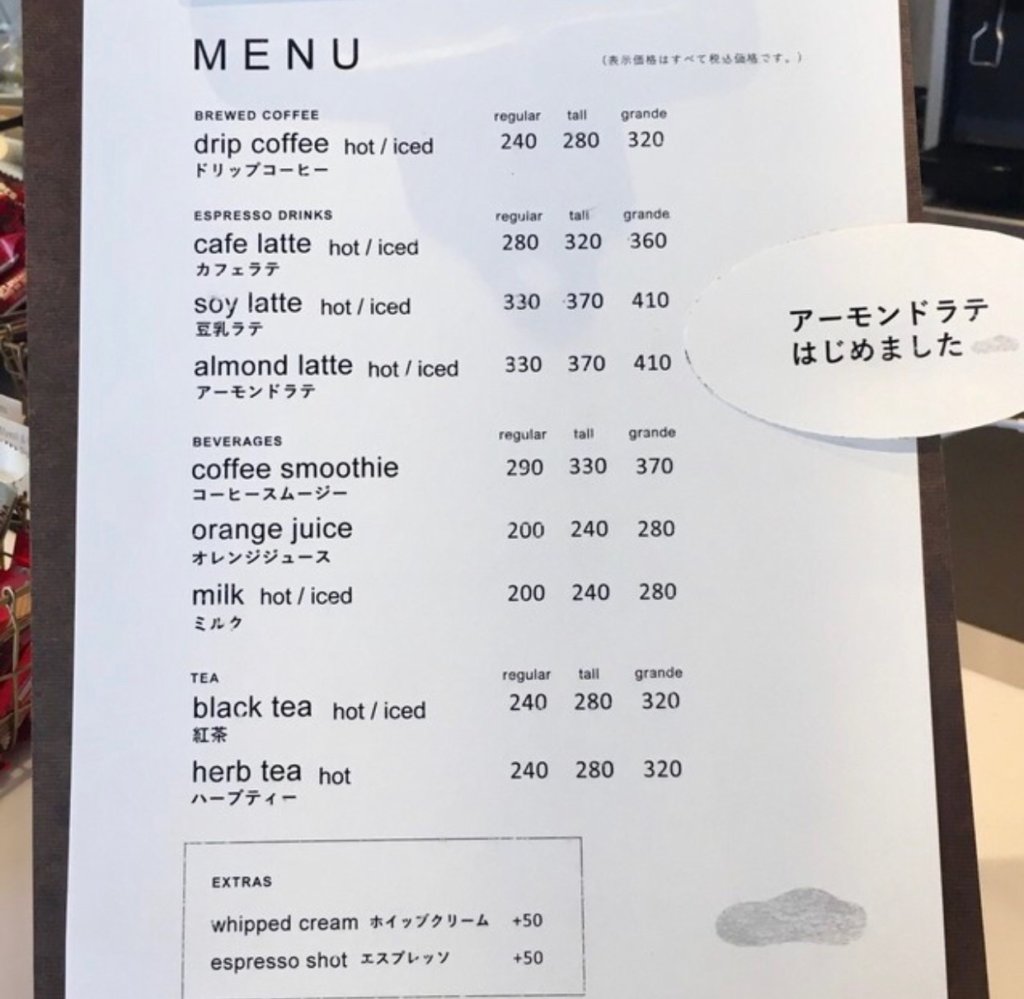 MENU （表示価格はすべて税込価格です。）
BREWED COFFEE regular tall grande
drip coffee hot / iced 240 280 320
ドリップコーヒー
ESPRESSO DRINKS regular tall grande
cafe latte hot / iced 280 320 360
カフェラテ
soy latte hot / iced 330 370 410
豆乳ラテ
almond latte hot / iced 330 370 410
アーモンドラテ
アーモンドラテ
はじめました
BEVERAGES regular tall grande
coffee smoothie 290 330 370
コーヒースムージー
orange juice 200 240 280
オレンジジュース
milk hot / iced 200 240 280
ミルク
TEA regular tall grande
black tea hot / iced 240 280 320
紅茶
herb tea hot 240 280 320
ハーブティー
EXTRAS
whipped cream ホイップクリーム +50
espresso shot エスプレッソ +50